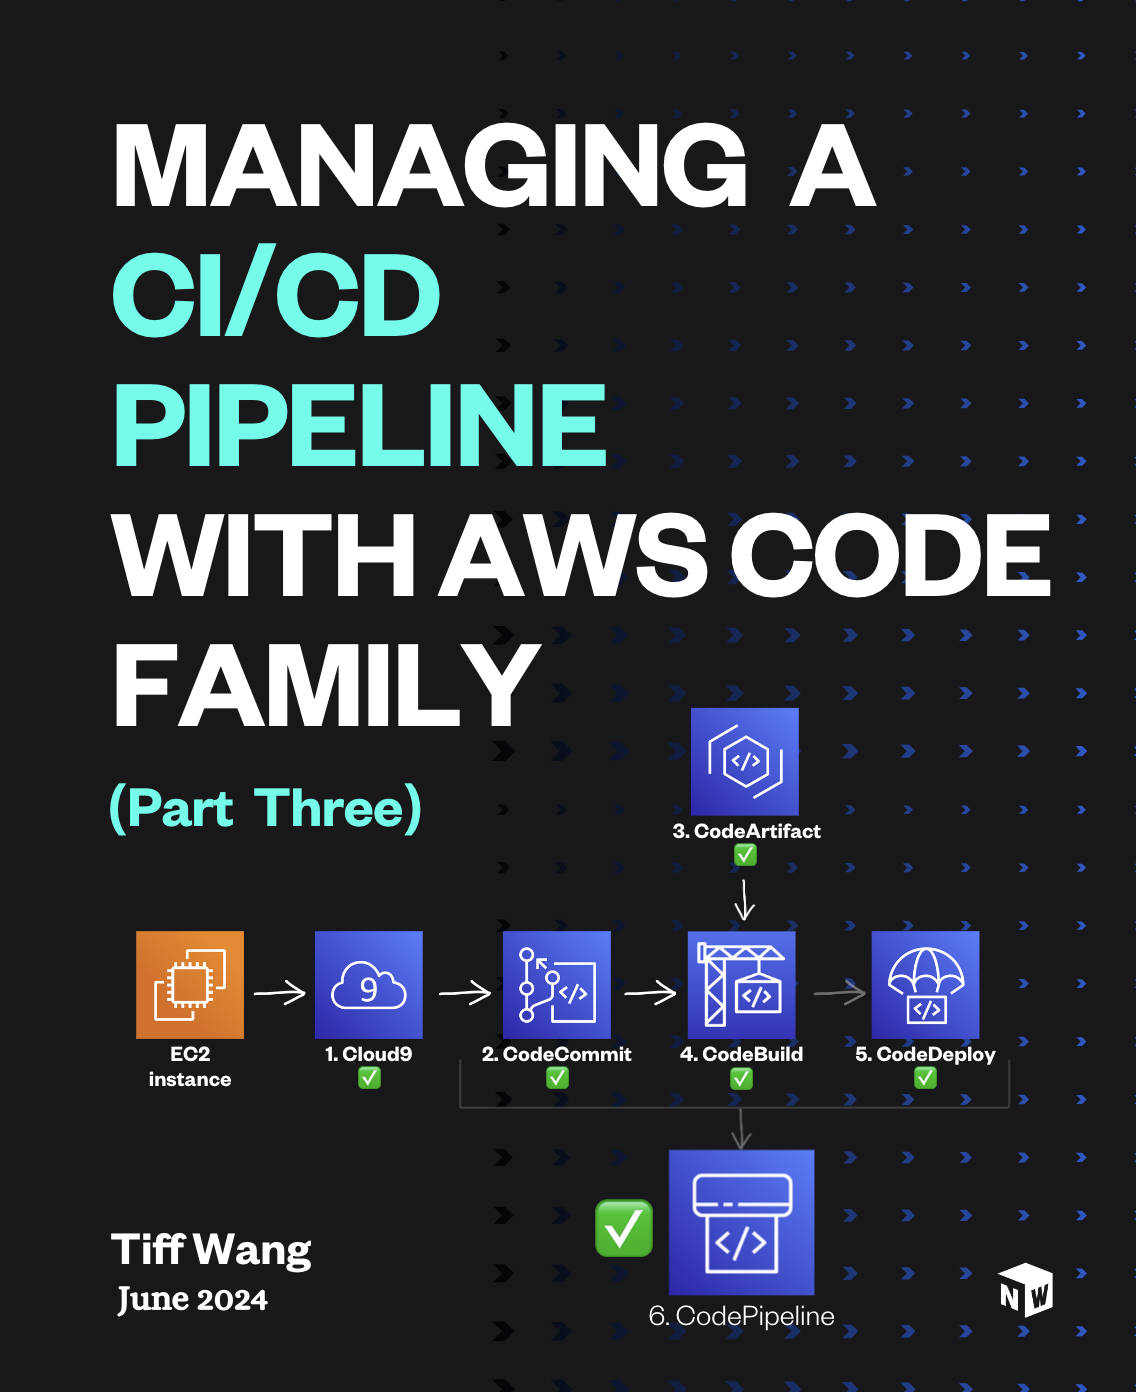 MANAGING A
CI/CD
PIPELINE
WITH AWS CODE
FAMILY
(Part Three)
3. CodeArtifact
9
EC2
instance
1. Cloud9
2. CodeCommit
4. CodeBuild
5. CodeDeploy
</>
</>
</>
</>
</>
6. CodePipeline
Tiff Wang
June 2024
NW